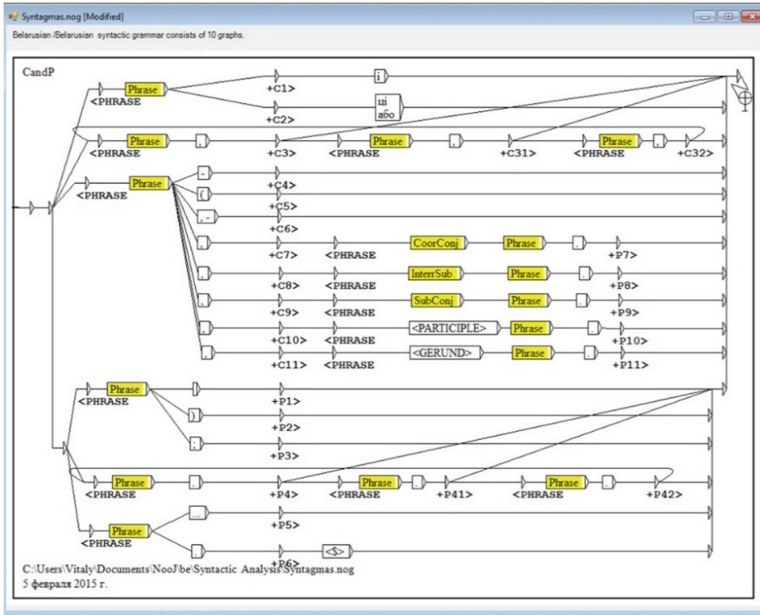 Syntagmas.nog [Modified]
Belarusian /Belarusian syntactic grammar consists of 10 graphs.
CandP
Phrase
<PHRASE
+C1>
і
+C2>
ці
або
Phrase , +C3> Phrase , +C31> Phrase , +C32>
<PHRASE <PHRASE <PHRASE
Phrase - +C4>
<PHRASE
( +C5>
, - +C6>
, CoorConj Phrase .
+C7> <PHRASE +P7>
, InterrSub Phrase .
+C8> <PHRASE +P8>
, SubConj Phrase .
+C9> <PHRASE +P9>
, <PARTICIPLE> Phrase .
+C10> <PHRASE +P10>
, <GERUND> Phrase .
+C11> <PHRASE +P11>
Phrase
<PHRASE +P1>
) +P2>
; +P3>
Phrase . Phrase . Phrase .
<PHRASE +P4> <PHRASE +P41> <PHRASE +P42>
Phrase ... +P5>
<PHRASE
. +P6> <$>
C:\Users\Vitaly\Documents\NooJ\be\Syntactic Analysis\Syntagmas.nog
5 февраля 2015 г.